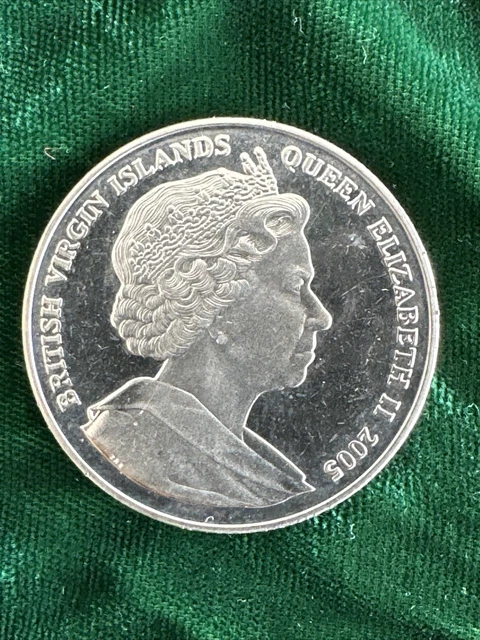 BRITISH VIRGIN ISLANDS
QUEEN ELIZABETH II 2005